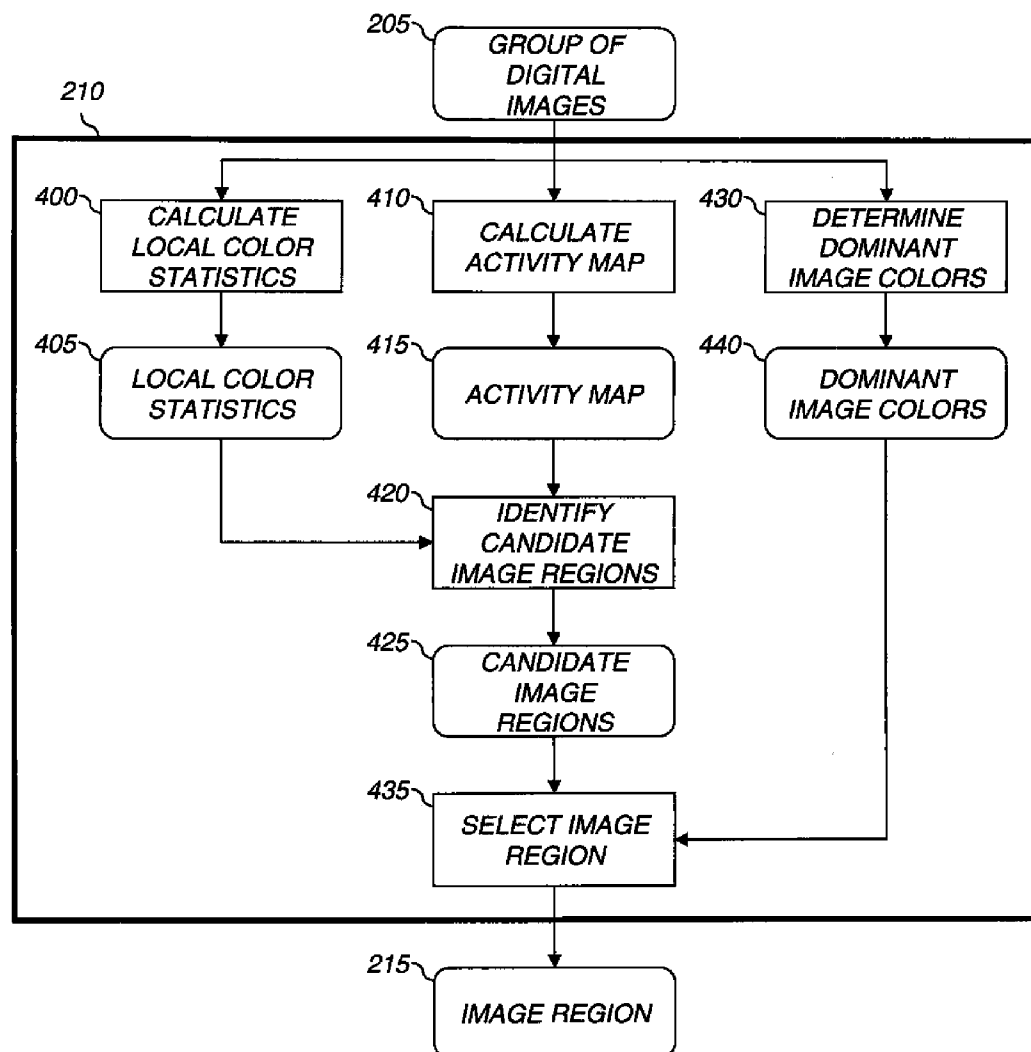 205
GROUP OF
DIGITAL
IMAGES
210
400
CALCULATE
LOCAL COLOR
STATISTICS
410
CALCULATE
ACTIVITY MAP
430
DETERMINE
DOMINANT
IMAGE COLORS
405
LOCAL COLOR
STATISTICS
415
ACTIVITY MAP
440
DOMINANT
IMAGE COLORS
420
IDENTIFY
CANDIDATE
IMAGE REGIONS
425
CANDIDATE
IMAGE
REGIONS
435
SELECT IMAGE
REGION
215
IMAGE REGION